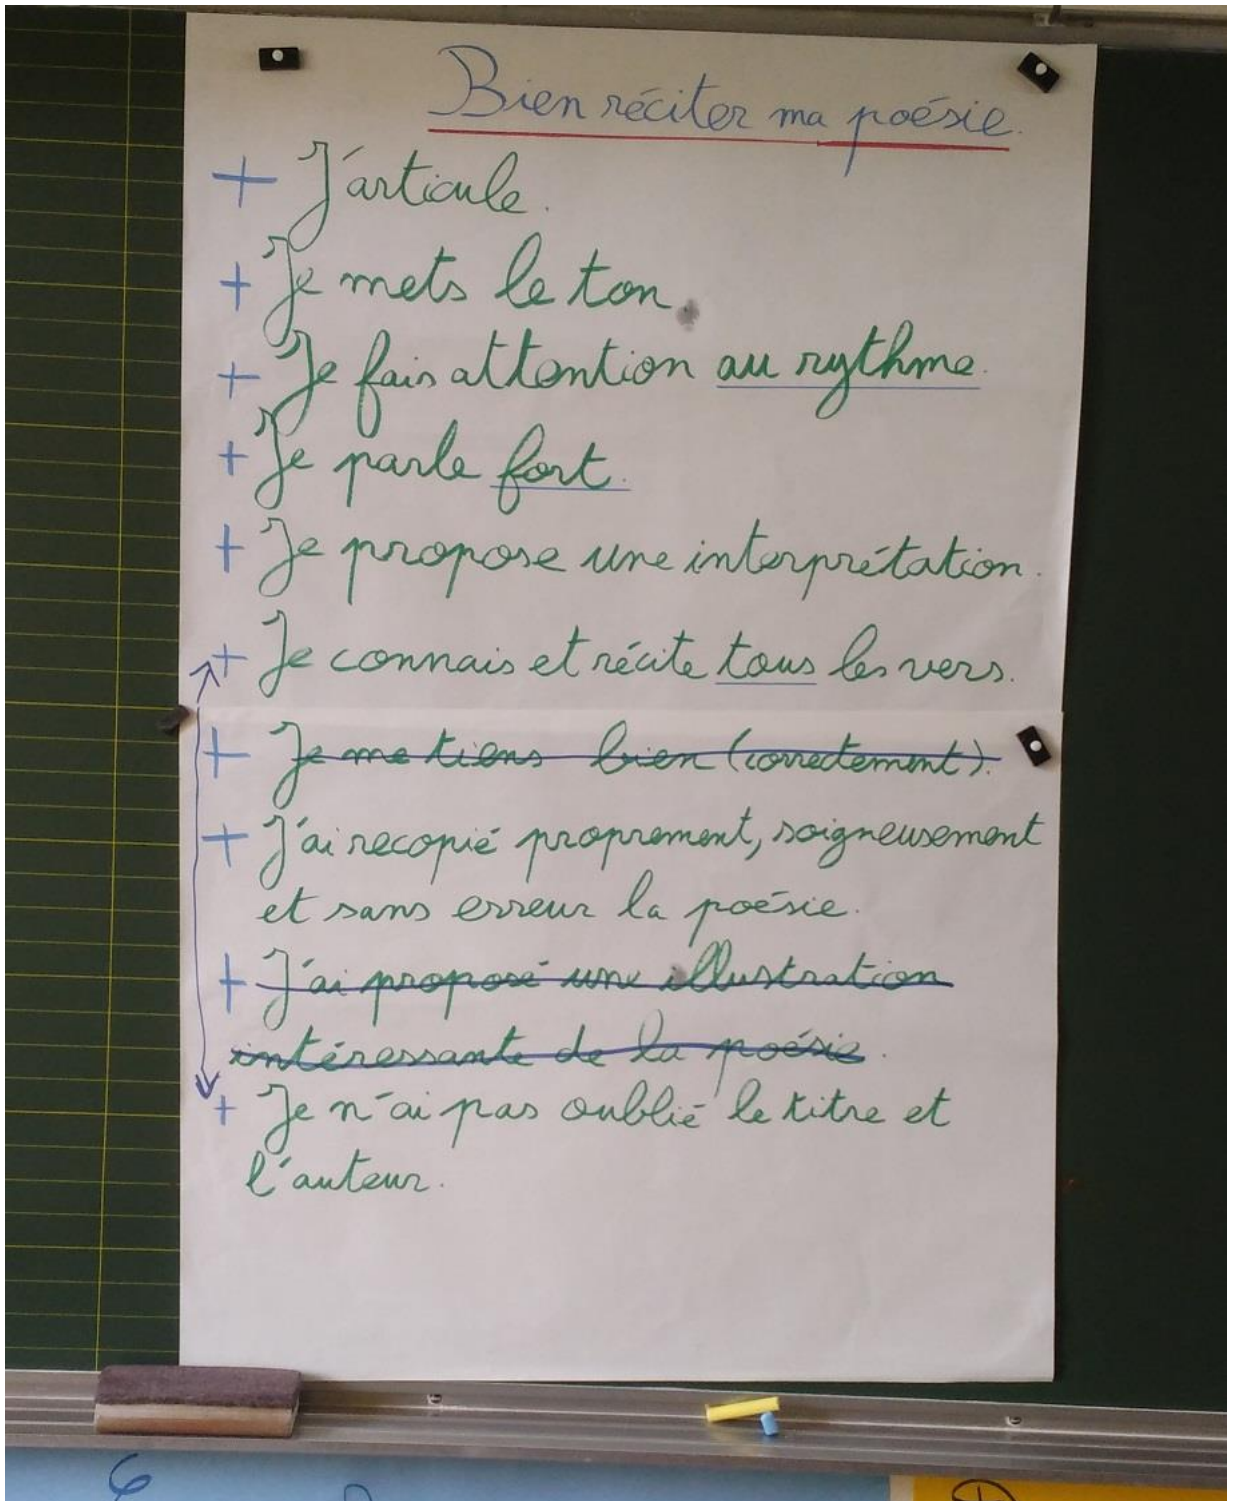 Bien réciter ma poésie.
+ J'articule.
+ Je mets le ton.
+ Je fais attention au rythme.
+ Je parle fort.
+ Je propose une interprétation.
+ Je connais et récite tous les vers.
+ Je me tiens bien (correctement).
+ J'ai recopié proprement, soigneusement
et sans erreur la poésie.
+ J'ai proposé une illustration
intéressante de la poésie.
+ Je n'ai pas oublié le titre et
l'auteur.